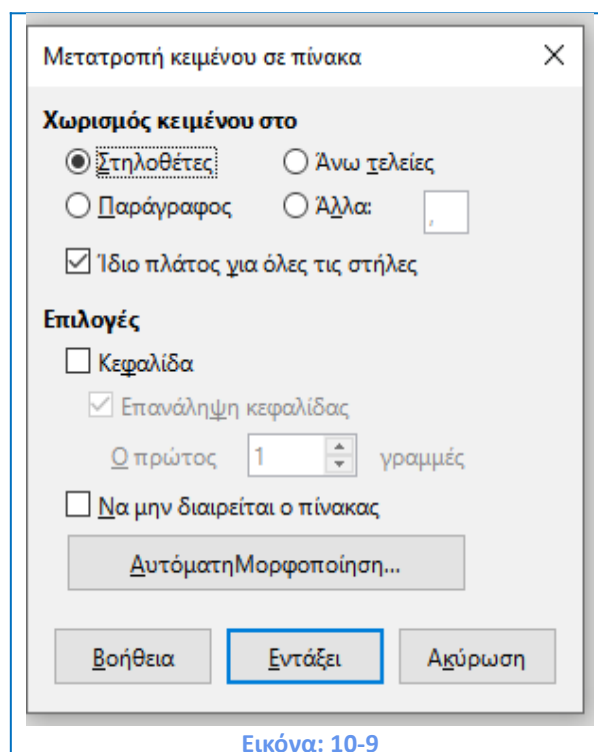 Μετατροπή κειμένου σε πίνακα
Χωρισμός κειμένου στο
Στηλοθέτες Άνω τελείες
Παράγραφος Άλλα: ,
Ίδιο πλάτος για όλες τις στήλες
Επιλογές
Κεφαλίδα
Επανάληψη κεφαλίδας
Ο πρώτος 1 γραμμές
Να μην διαιρείται ο πίνακας
ΑυτόματηΜορφοποίηση...
Βοήθεια Εντάξει Ακύρωση
Εικόνα: 10-9